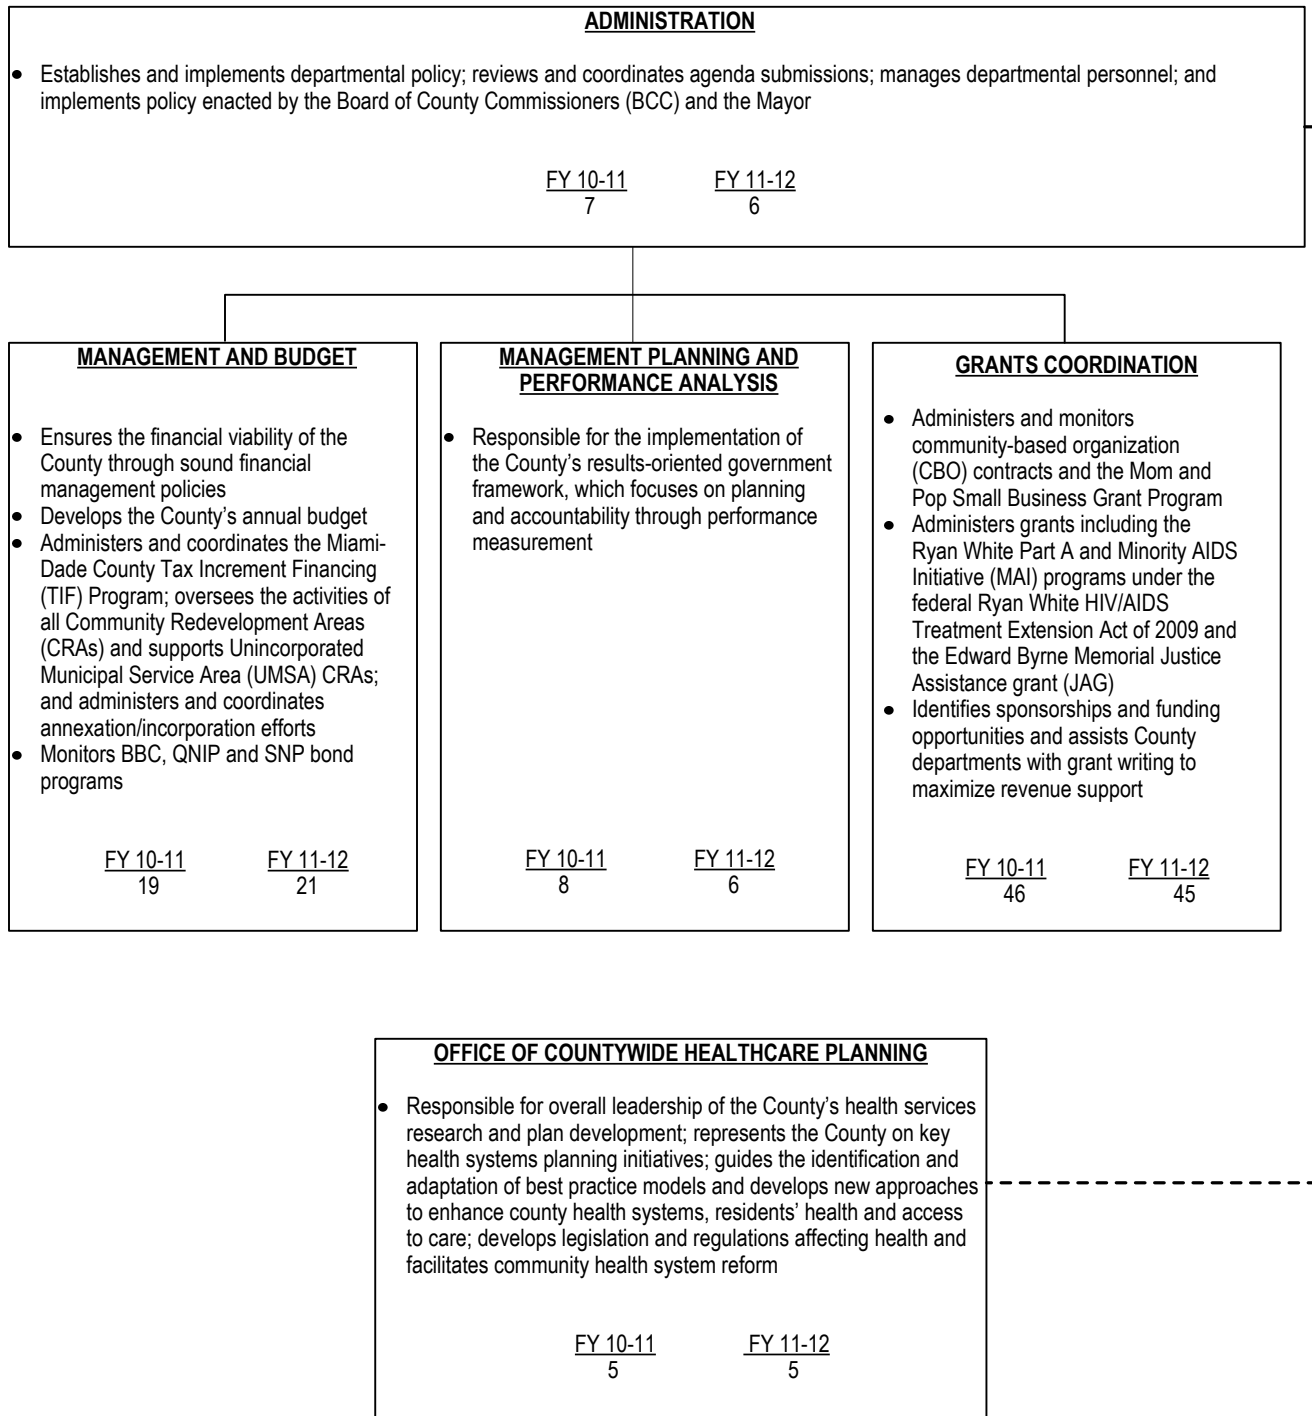 ADMINISTRATION
• Establishes and implements departmental policy; reviews and coordinates agenda submissions; manages departmental personnel; and
implements policy enacted by the Board of County Commissioners (BCC) and the Mayor
FY 10-11 FY 11-12
7 6
MANAGEMENT AND BUDGET
• Ensures the financial viability of the
County through sound financial
management policies
• Develops the County’s annual budget
• Administers and coordinates the Miami-
Dade County Tax Increment Financing
(TIF) Program; oversees the activities of
all Community Redevelopment Areas
(CRAs) and supports Unincorporated
Municipal Service Area (UMSA) CRAs;
and administers and coordinates
annexation/incorporation efforts
• Monitors BBC, QNIP and SNP bond
programs
FY 10-11 FY 11-12
19 21
MANAGEMENT PLANNING AND
PERFORMANCE ANALYSIS
• Responsible for the implementation of
the County’s results-oriented government
framework, which focuses on planning
and accountability through performance
measurement
FY 10-11 FY 11-12
8 6
GRANTS COORDINATION
• Administers and monitors
community-based organization
(CBO) contracts and the Mom and
Pop Small Business Grant Program
• Administers grants including the
Ryan White Part A and Minority AIDS
Initiative (MAI) programs under the
federal Ryan White HIV/AIDS
Treatment Extension Act of 2009 and
the Edward Byrne Memorial Justice
Assistance grant (JAG)
• Identifies sponsorships and funding
opportunities and assists County
departments with grant writing to
maximize revenue support
FY 10-11 FY 11-12
46 45
OFFICE OF COUNTYWIDE HEALTHCARE PLANNING
• Responsible for overall leadership of the County’s health services
research and plan development; represents the County on key
health systems planning initiatives; guides the identification and
adaptation of best practice models and develops new approaches
to enhance county health systems, residents’ health and access
to care; develops legislation and regulations affecting health and
facilitates community health system reform
FY 10-11 FY 11-12
5 5